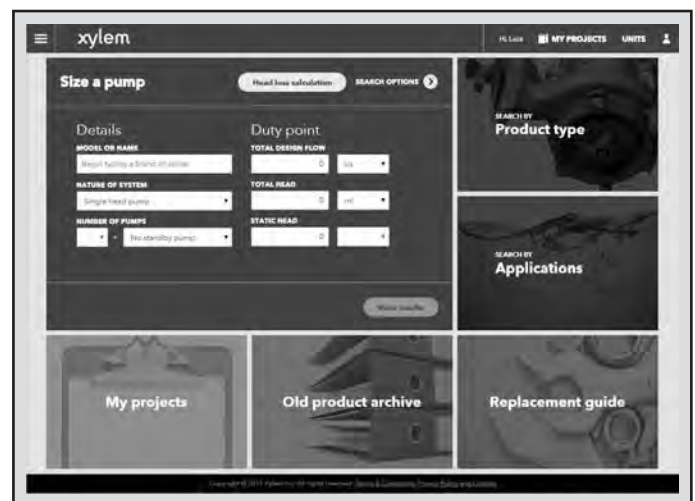 xylem
MY PROJECTS UNITS
Size a pump
Head loss calculation
SEARCH OPTIONS
Details
MODEL OR NAME
NATURE OF SYSTEM
Single head pump
NUMBER OF PUMPS
No standby pump
Duty point
TOTAL DESIGN FLOW
0
TOTAL HEAD
0
STATIC HEAD
0
View results
SEARCH BY
Product type
SEARCH BY
Applications
My projects
Old product archive
Replacement guide